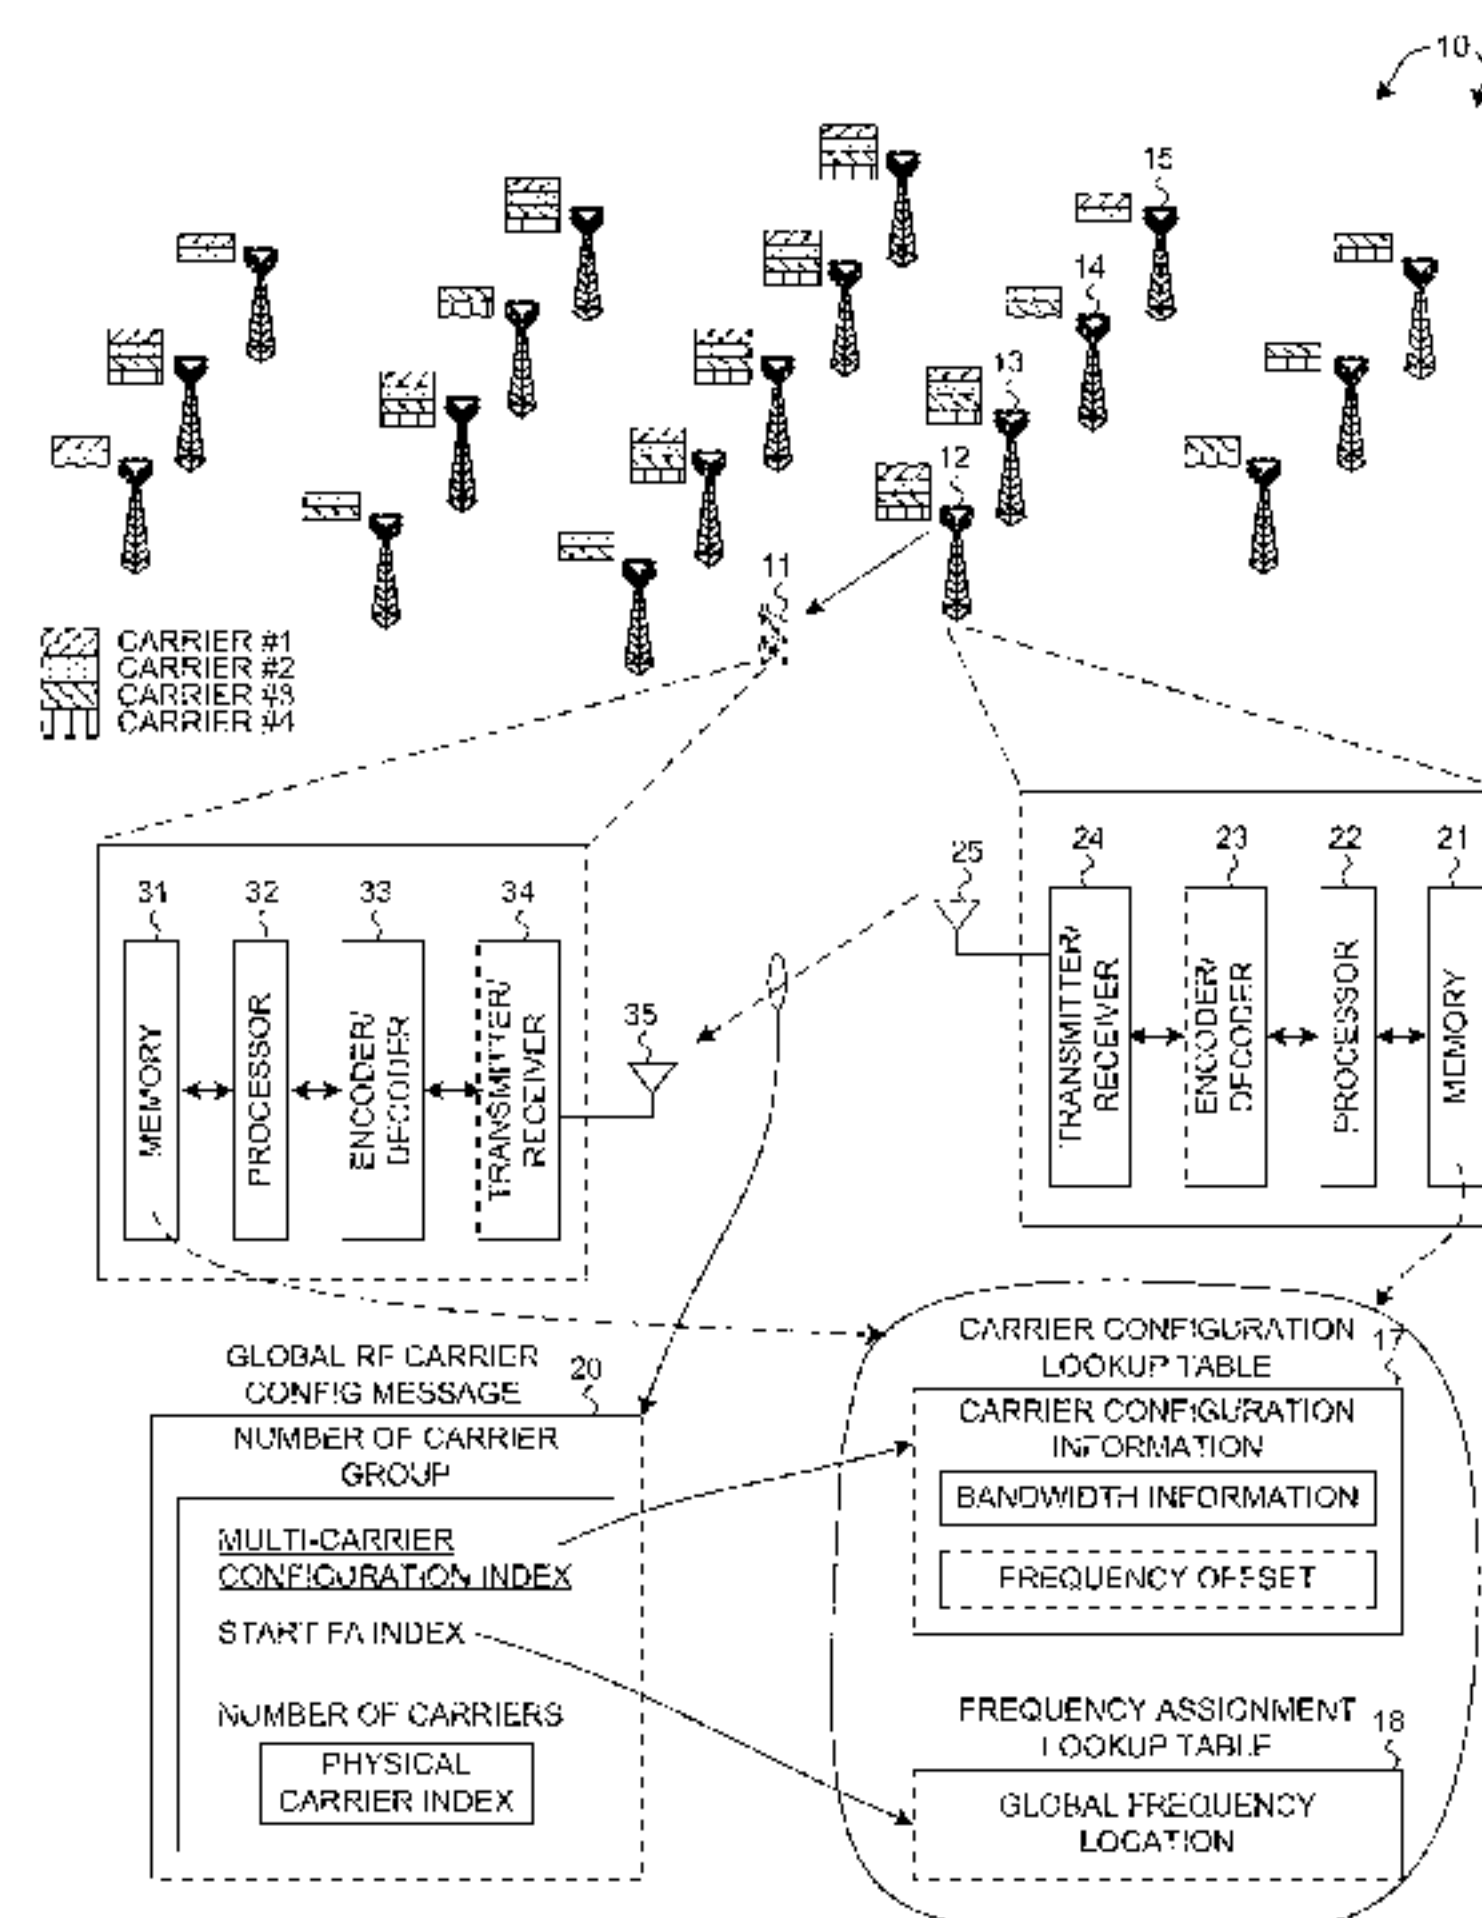 10
15
14
13
12
11
CARRIER #1
CARRIER #2
CARRIER #3
CARRIER #4
31
32
33
34
35
MEMORY
PROCESSOR
ENCODER/
DECODER
TRANSMITTER/
RECEIVER
25
24
23
22
21
TRANSMITTER/
RECEIVER
ENCODER/
DECODER
PROCESSOR
MEMORY
GLOBAL RF CARRIER
CONFIG MESSAGE
20
NUMBER OF CARRIER
GROUP
MULTI-CARRIER
CONFIGURATION INDEX
START FA INDEX
NUMBER OF CARRIERS
PHYSICAL
CARRIER INDEX
CARRIER CONFIGURATION
LOOKUP TABLE
17
CARRIER CONFIGURATION
INFORMATION
BANDWIDTH INFORMATION
FREQUENCY OFFSET
FREQUENCY ASSIGNMENT
LOOKUP TABLE
18
GLOBAL FREQUENCY
LOCATION